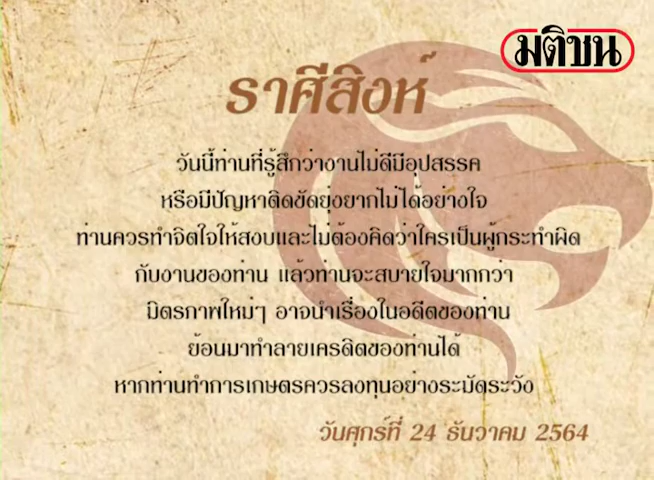 มติชน
ราศีสิงห์
วันนี้ท่านที่รู้สึกว่างานไม่ดีมีอุปสรรค
หรือมีปัญหาติดขัดยุ่งยากไม่ได้อย่างใจ
ท่านควรทำจิตใจให้สงบและไม่ต้องคิดว่าใครเป็นผู้กระทำผิด
กับงานของท่าน แล้วท่านจะสบายใจมากกว่า
มิตรภาพใหม่ๆ อาจนำเรื่องในอดีตของท่าน
ย้อนมาทำลายเครดิตของท่านได้
หากท่านทำการเกษตรควรลงทุนอย่างระมัดระวัง
วันศุกร์ที่ 24 ธันวาคม 2564